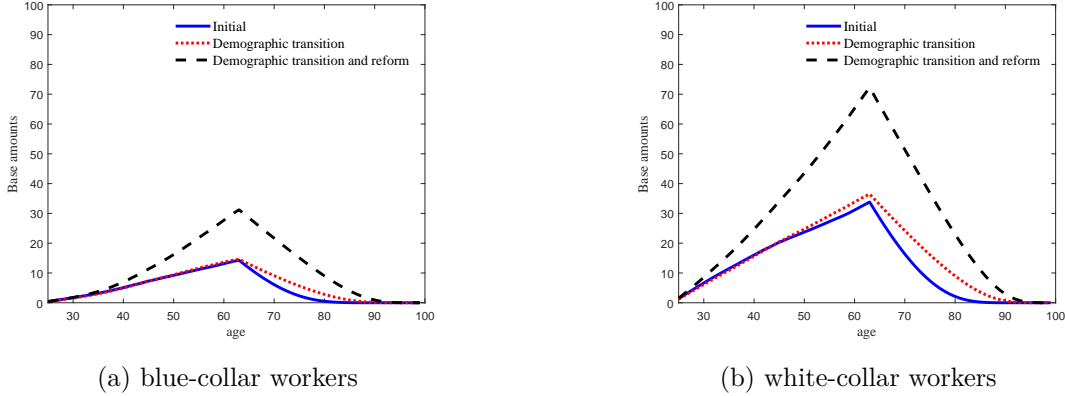 100
90
80
70
60
50
40
30
20
10
0
Base amounts
Initial
Demographic transition
Demographic transition and reform
30 40 50 60 70 80 90 100
age
(a) blue-collar workers
100
90
80
70
60
50
40
30
20
10
0
Base amounts
Initial
Demographic transition
Demographic transition and reform
30 40 50 60 70 80 90 100
age
(b) white-collar workers